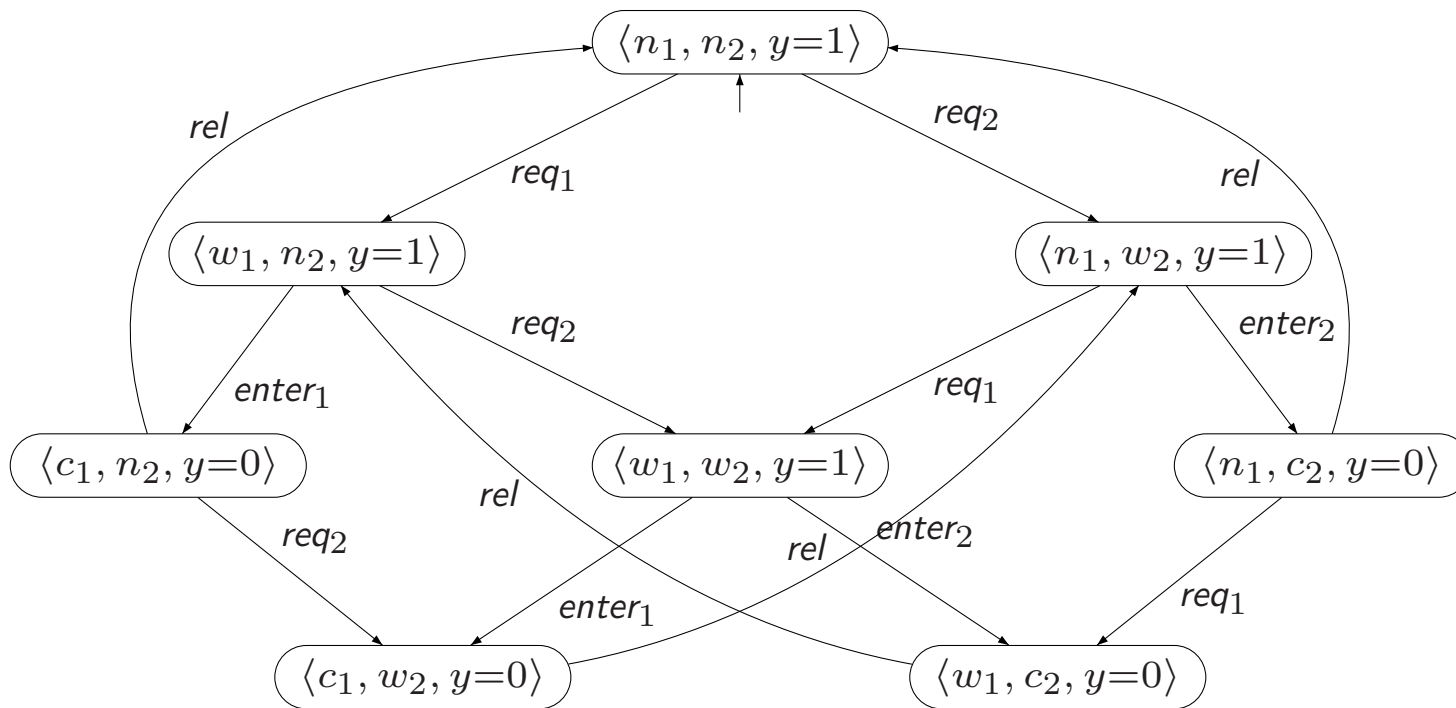 ⟨n₁, n₂, y=1⟩
rel
req₂
req₁
rel
⟨w₁, n₂, y=1⟩
⟨n₁, w₂, y=1⟩
req₂
enter₂
enter₁
req₁
⟨c₁, n₂, y=0⟩
⟨w₁, w₂, y=1⟩
⟨n₁, c₂, y=0⟩
rel
req₂
rel
enter₂
enter₁
req₁
⟨c₁, w₂, y=0⟩
⟨w₁, c₂, y=0⟩